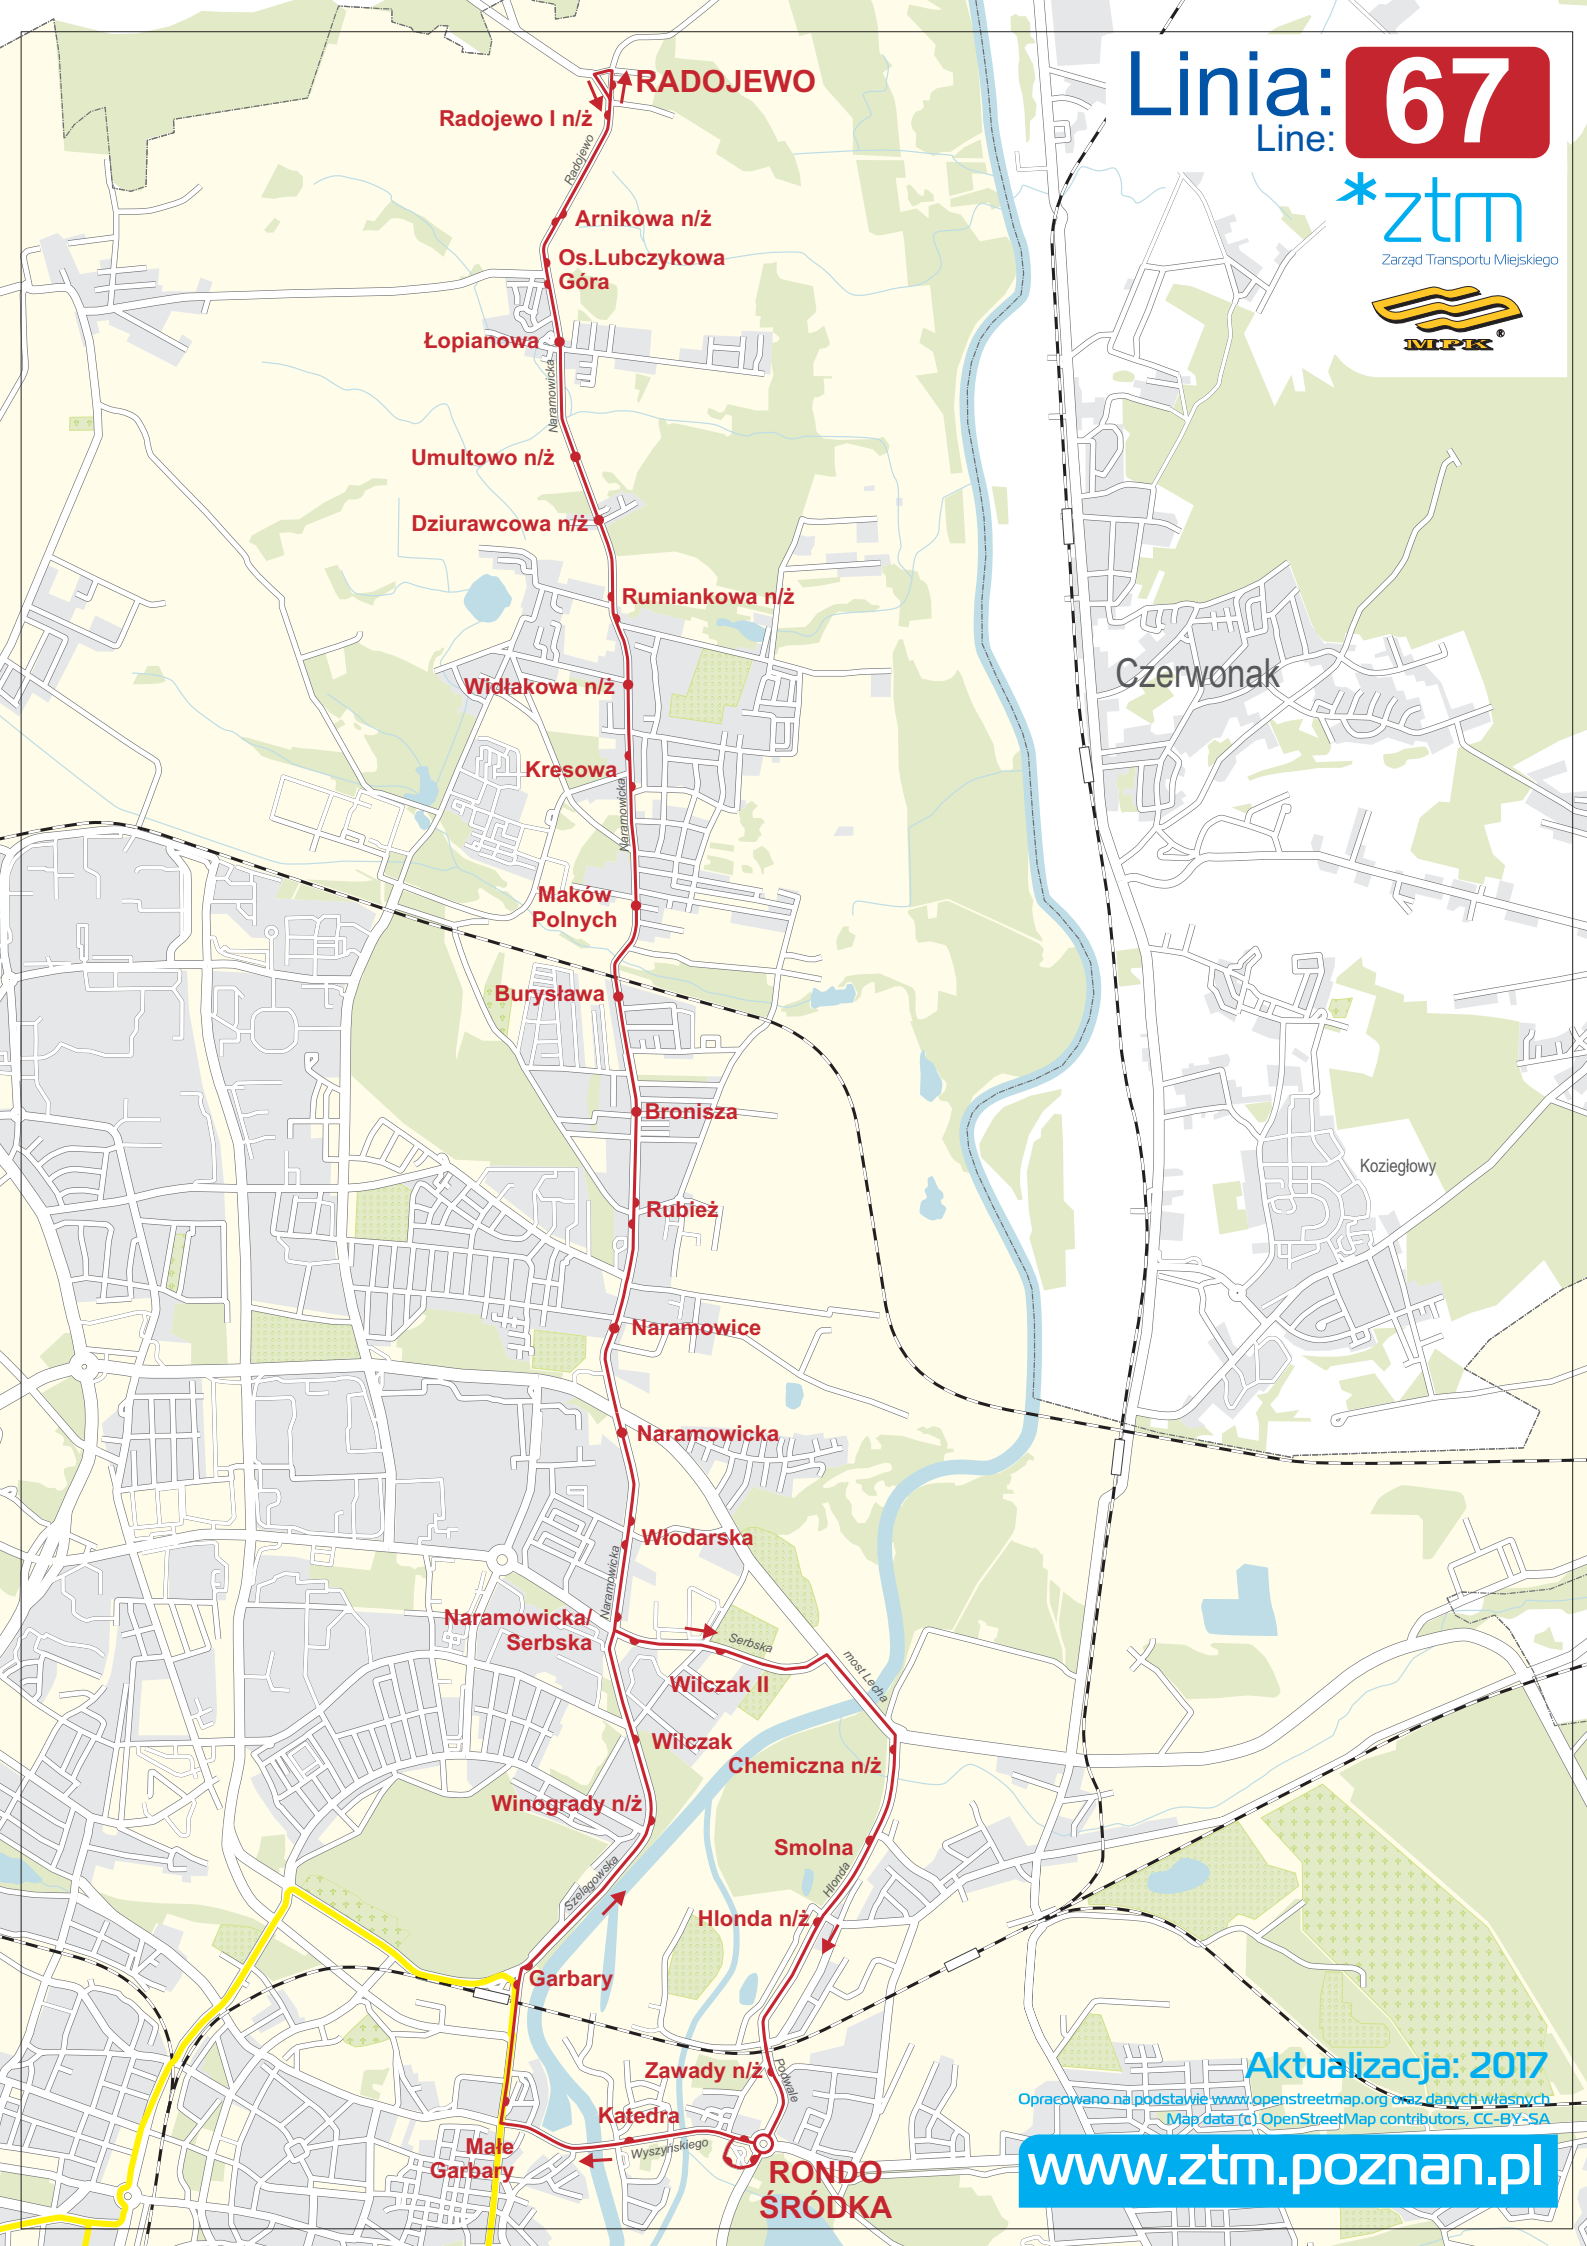 Linia:
Line:
67
*ztm
Zarząd Transportu Miejskiego
MPK ®
RADOJEWO
Radojewo I n/ż
Radojewo
Arnikowa n/ż
Os.Lubczykowa
Góra
Łopianowa
Naramowicka
Umultowo n/ż
Dziurawcowa n/ż
Rumiankowa n/ż
Czerwonak
Widłakowa n/ż
Kresowa
Naramowicka
Maków
Polnych
Burysława
Bronisza
Koziegłowy
Rubież
Naramowice
Naramowicka
Włodarska
Naramowicka
Naramowicka/
Serbska
Serbska
most Lecha
Wilczak II
Wilczak
Chemiczna n/ż
Winogrady n/ż
Smolna
Szelągowska
Hlonda
Hlonda n/ż
Garbary
Zawady n/ż
Podwale
Katedra
Wyszyńskiego
Małe
Garbary
RONDO
ŚRÓDKA
Aktualizacja: 2017
Opracowano na podstawie www.openstreetmap.org oraz danych własnych
Map data (c) OpenStreetMap contributors, CC-BY-SA
www.ztm.poznan.pl